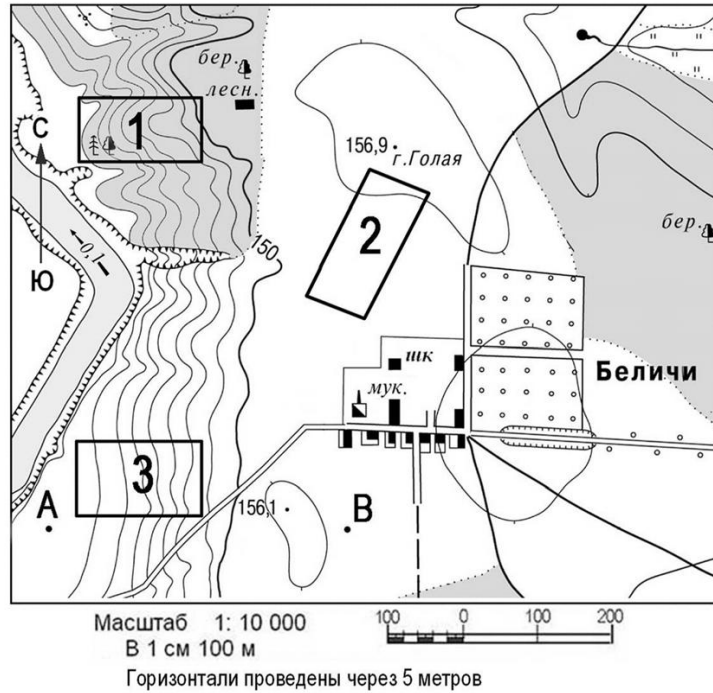 бер.
лесн.
С
1
156,9
г.Голая
2
0,1
Ю
150
бер.
шк
Беличи
мук.
3
156,1
А
В
Масштаб 1: 10 000
В 1 см 100 м
100 0 100 200
Горизонтали проведены через 5 метров